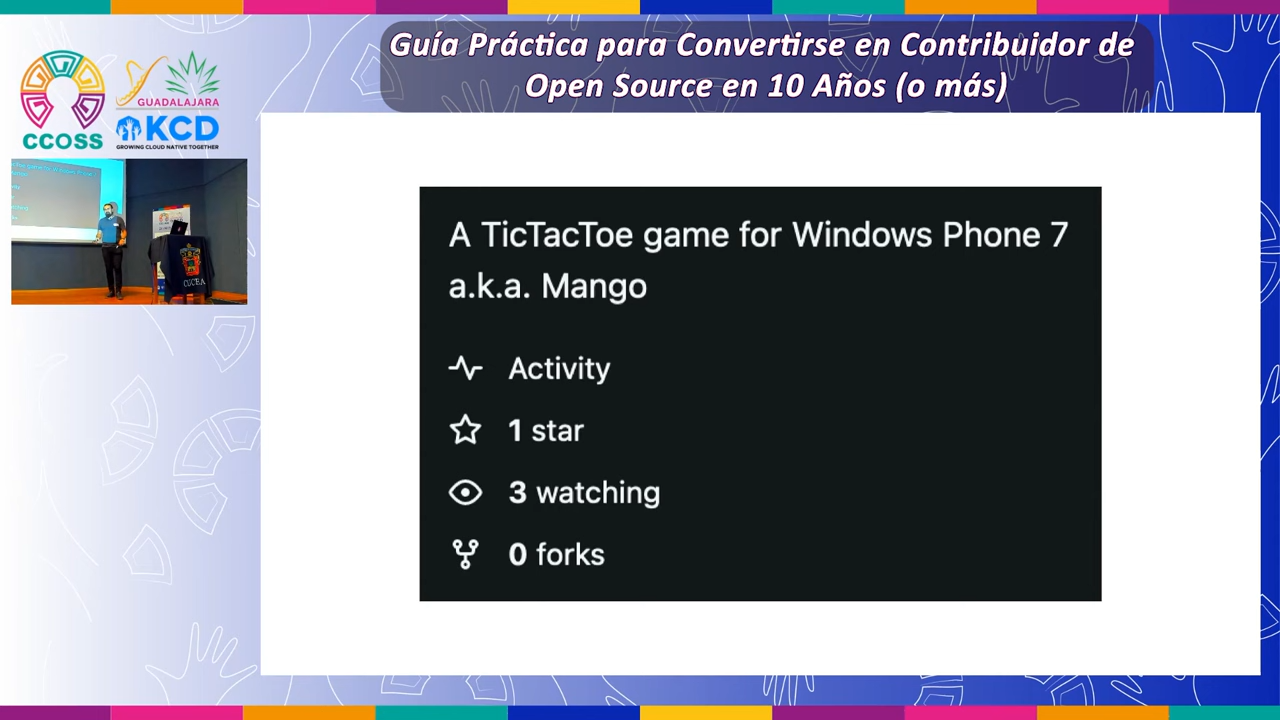 Guía Práctica para Convertirse en Contribuidor de
Open Source en 10 Años (o más)
CCOSS
GUADALAJARA
KCD
GROWING CLOUD NATIVE TOGETHER
CUCEA
A TicTacToe game for Windows Phone 7
a.k.a. Mango
Activity
1 star
3 watching
0 forks